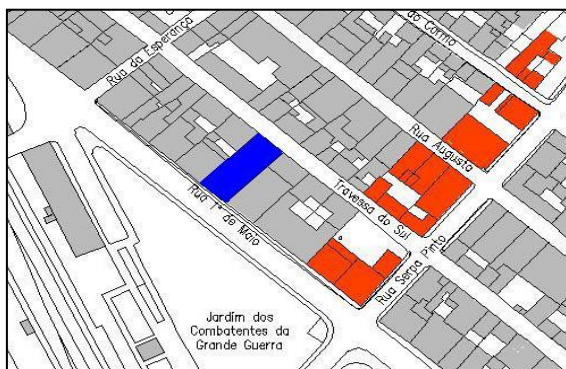 do Correio
Rua da Esperança
Rua Augusta
Travessa do Sul
Rua 1º de Maio
Rua Serpa Pinto
Jardim dos
Combatentes da
Grande Guerra